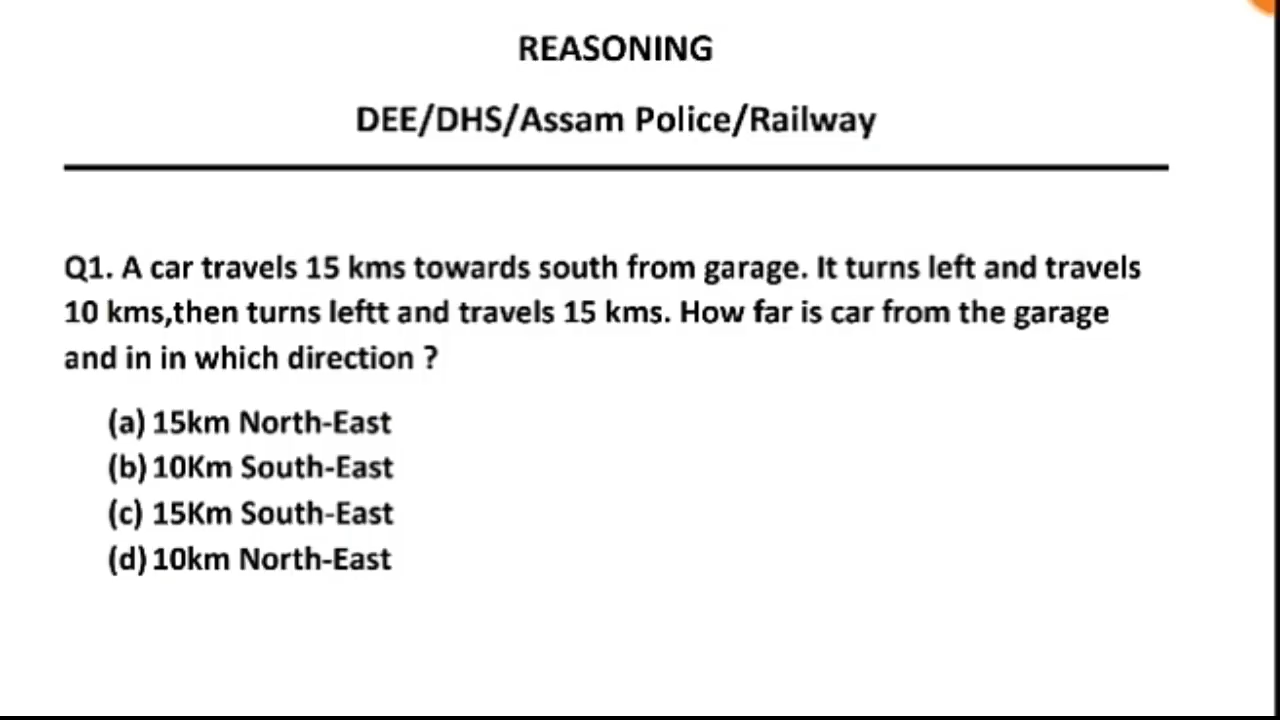 REASONING
DEE/DHS/Assam Police/Railway
Q1. A car travels 15 kms towards south from garage. It turns left and travels
10 kms,then turns leftt and travels 15 kms. How far is car from the garage
and in in which direction ?
(a) 15km North-East
(b) 10Km South-East
(c) 15Km South-East
(d) 10km North-East